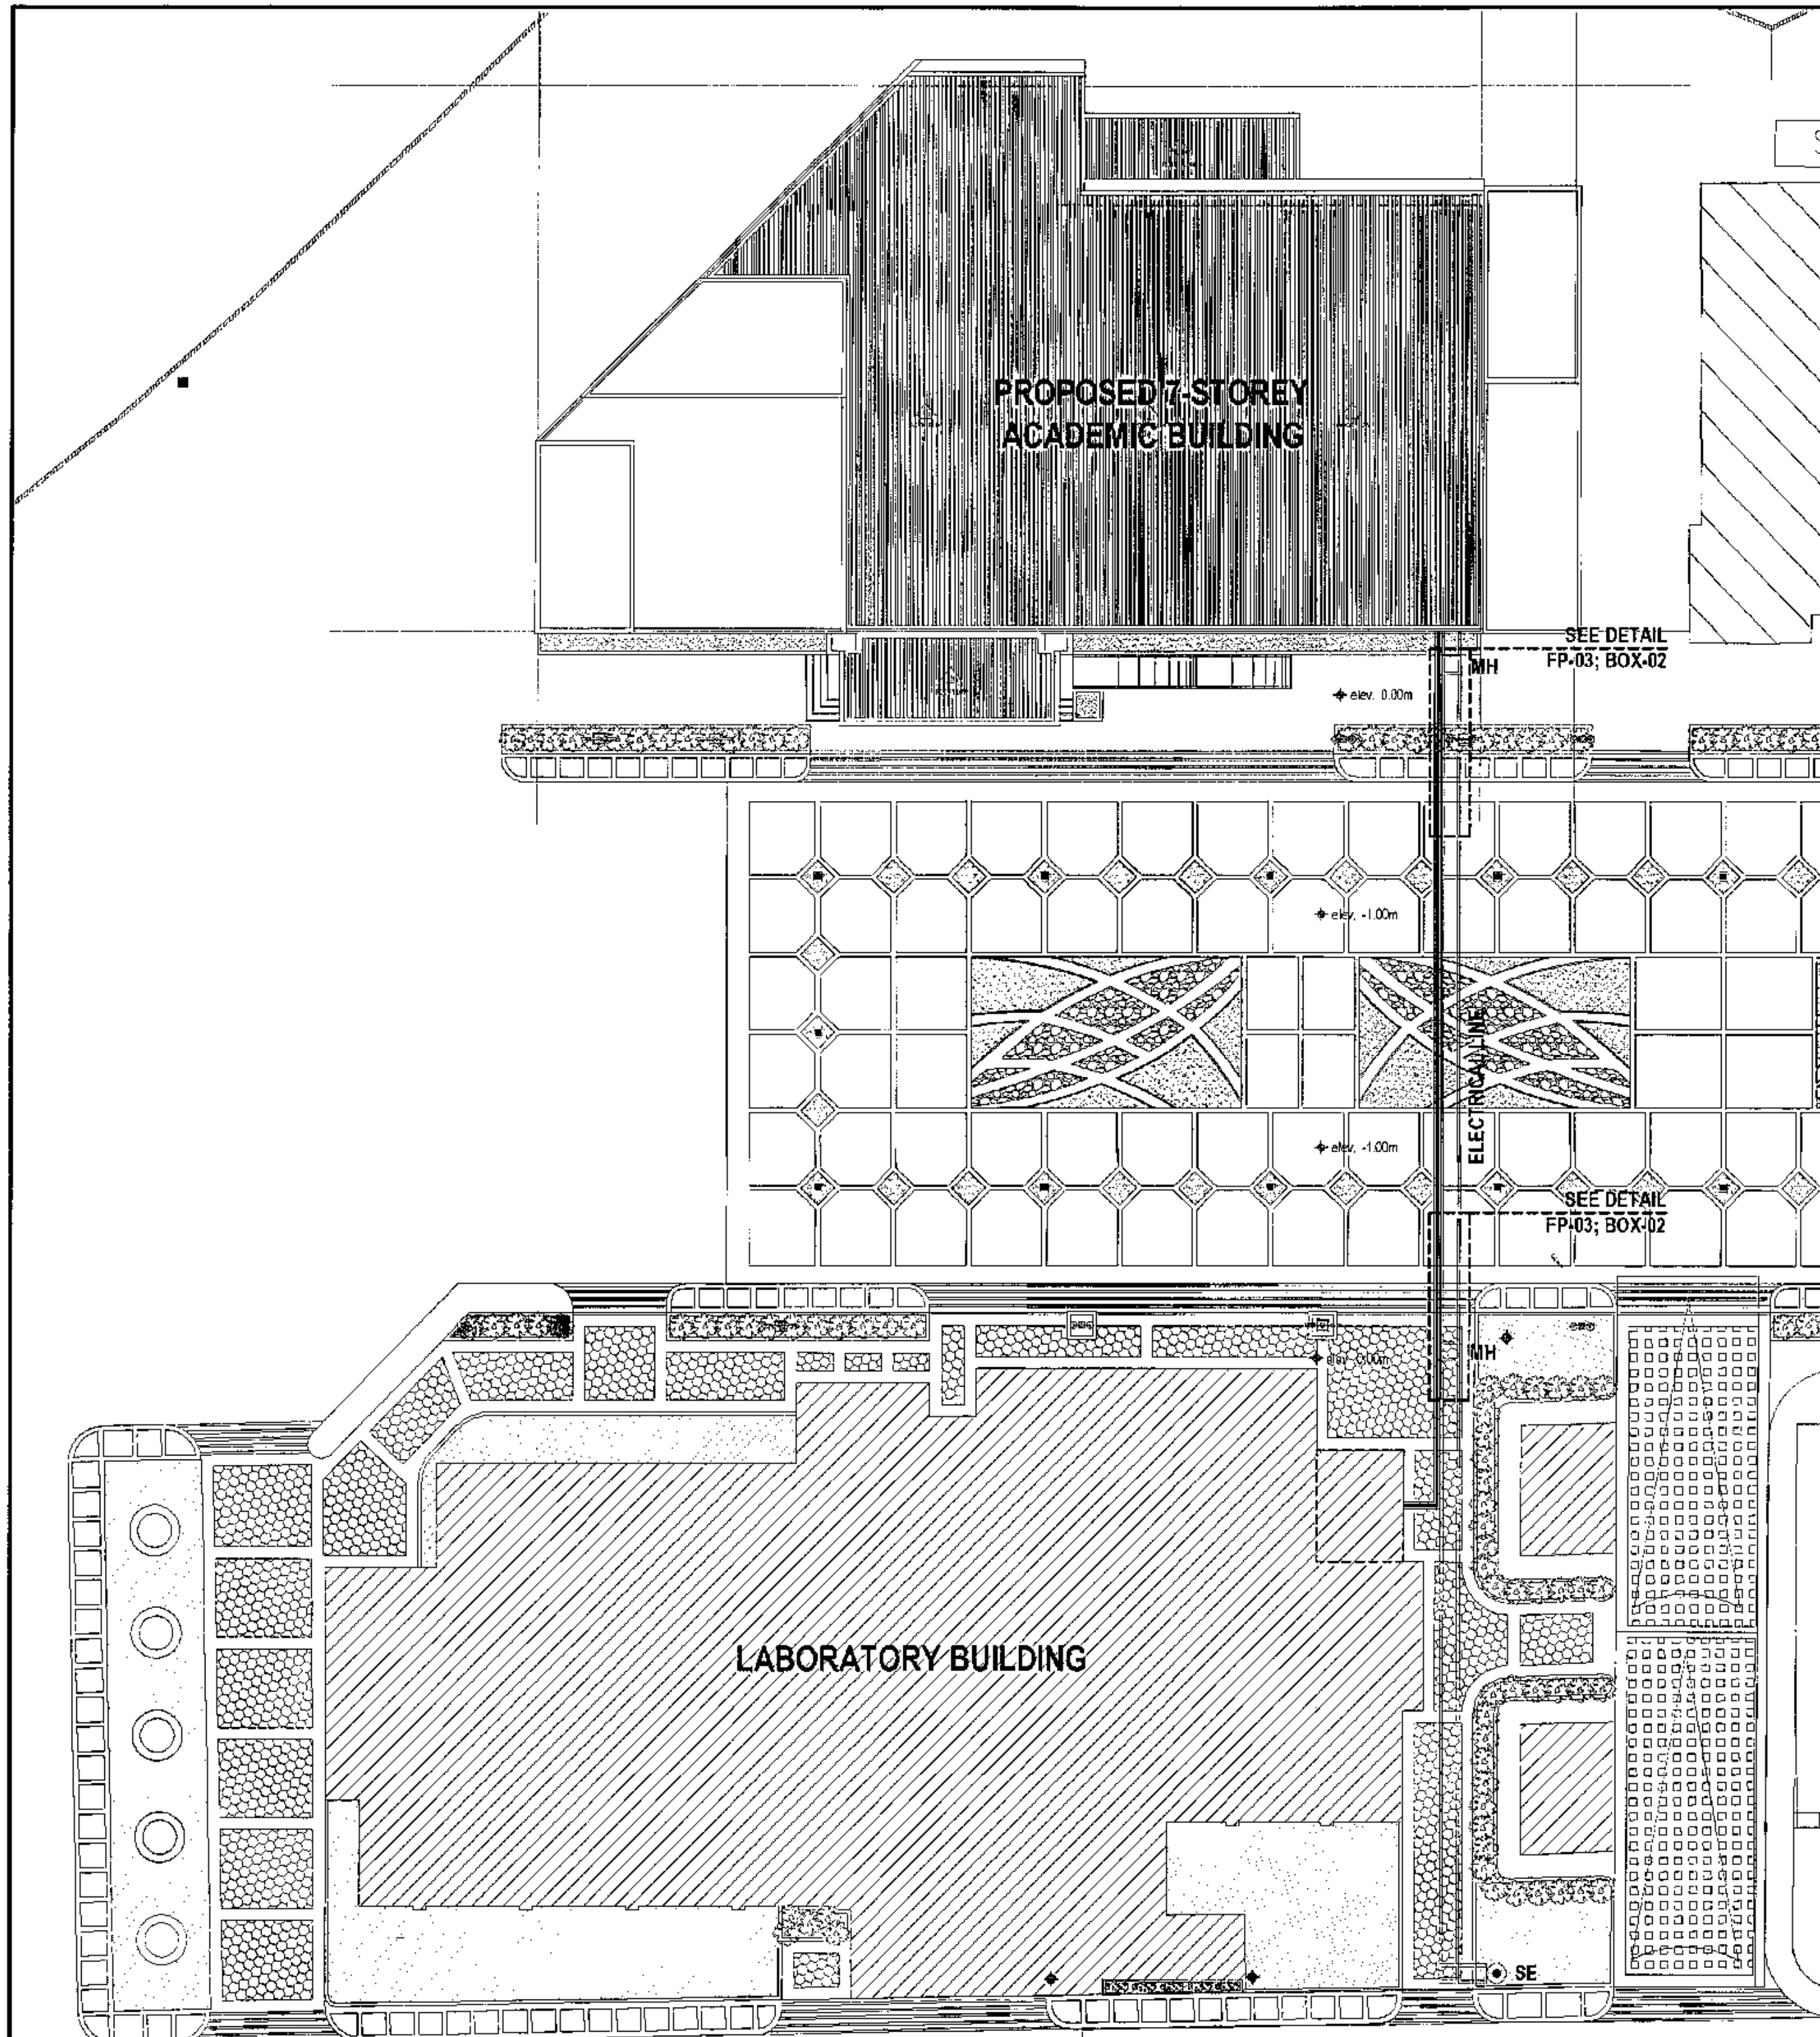 PROPOSED 7-STOREY
ACADEMIC BUILDING
SEE DETAIL
FP-03; BOX-02
MH
elev. 0.00m
elev. -1.00m
ELECTRICAL LINE
elev. -1.00m
SEE DETAIL
FP-03; BOX-02
MH
elev. 0.00m
LABORATORY BUILDING
SE